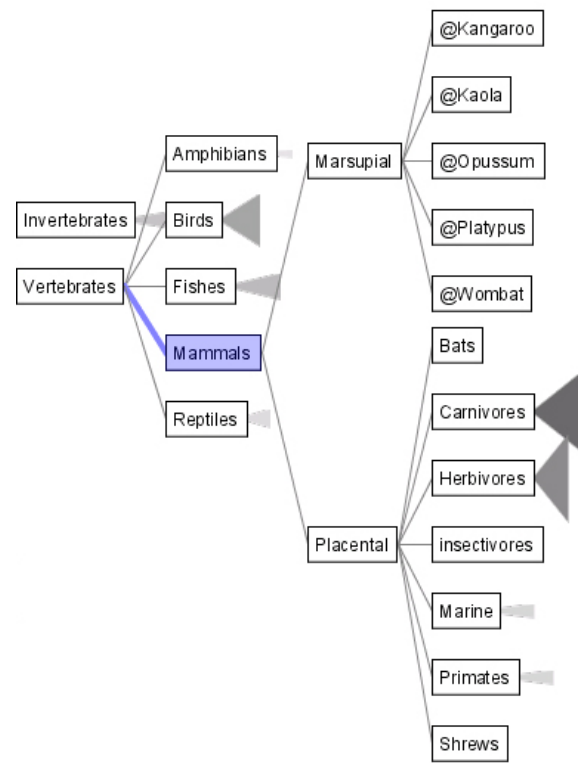 Invertebrates
Vertebrates
Amphibians
Birds
Fishes
Mammals
Reptiles
Marsupial
Placental
@Kangaroo
@Kaola
@Opussum
@Platypus
@Wombat
Bats
Carnivores
Herbivores
insectivores
Marine
Primates
Shrews